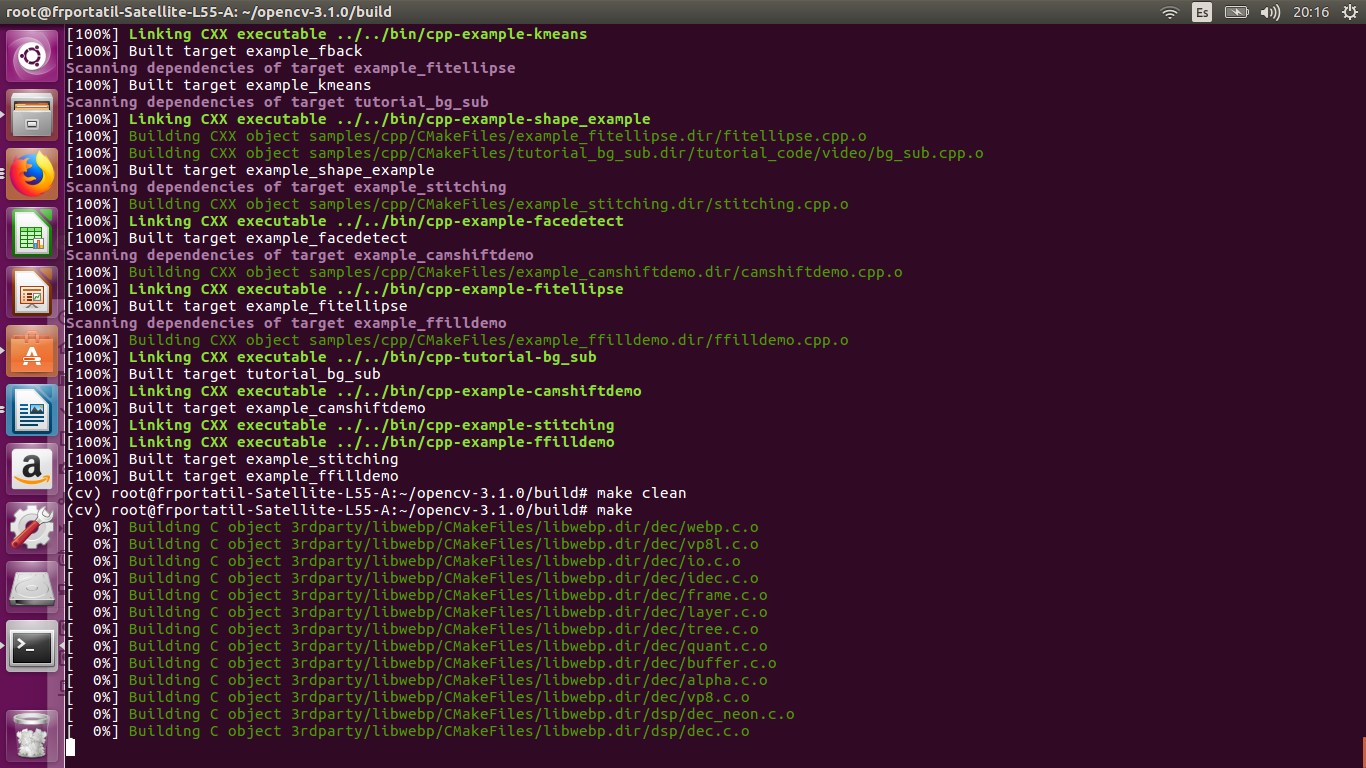 root@frportatil-Satellite-L55-A: ~/opencv-3.1.0/build
Es
20:16
[100%] Linking CXX executable ../../bin/cpp-example-kmeans
[100%] Built target example_fback
Scanning dependencies of target example_fitellipse
[100%] Built target example_kmeans
Scanning dependencies of target tutorial_bg_sub
[100%] Linking CXX executable ../../bin/cpp-example-shape_example
[100%] Building CXX object samples/cpp/CMakeFiles/example_fitellipse.dir/fitellipse.cpp.o
[100%] Building CXX object samples/cpp/CMakeFiles/tutorial_bg_sub.dir/tutorial_code/video/bg_sub.cpp.o
[100%] Built target example_shape_example
Scanning dependencies of target example_stitching
[100%] Building CXX object samples/cpp/CMakeFiles/example_stitching.dir/stitching.cpp.o
[100%] Linking CXX executable ../../bin/cpp-example-facedetect
[100%] Built target example_facedetect
Scanning dependencies of target example_camshiftdemo
[100%] Building CXX object samples/cpp/CMakeFiles/example_camshiftdemo.dir/camshiftdemo.cpp.o
[100%] Linking CXX executable ../../bin/cpp-example-fitellipse
[100%] Built target example_fitellipse
Scanning dependencies of target example_ffilldemo
[100%] Building CXX object samples/cpp/CMakeFiles/example_ffilldemo.dir/ffilldemo.cpp.o
[100%] Linking CXX executable ../../bin/cpp-tutorial-bg_sub
[100%] Built target tutorial_bg_sub
[100%] Linking CXX executable ../../bin/cpp-example-camshiftdemo
[100%] Built target example_camshiftdemo
[100%] Linking CXX executable ../../bin/cpp-example-stitching
[100%] Linking CXX executable ../../bin/cpp-example-ffilldemo
[100%] Built target example_stitching
[100%] Built target example_ffilldemo
(cv) root@frportatil-Satellite-L55-A:~/opencv-3.1.0/build# make clean
(cv) root@frportatil-Satellite-L55-A:~/opencv-3.1.0/build# make
[  0%] Building C object 3rdparty/libwebp/CMakeFiles/libwebp.dir/dec/webp.c.o
[  0%] Building C object 3rdparty/libwebp/CMakeFiles/libwebp.dir/dec/vp8l.c.o
[  0%] Building C object 3rdparty/libwebp/CMakeFiles/libwebp.dir/dec/io.c.o
[  0%] Building C object 3rdparty/libwebp/CMakeFiles/libwebp.dir/dec/idec.c.o
[  0%] Building C object 3rdparty/libwebp/CMakeFiles/libwebp.dir/dec/frame.c.o
[  0%] Building C object 3rdparty/libwebp/CMakeFiles/libwebp.dir/dec/layer.c.o
[  0%] Building C object 3rdparty/libwebp/CMakeFiles/libwebp.dir/dec/tree.c.o
[  0%] Building C object 3rdparty/libwebp/CMakeFiles/libwebp.dir/dec/quant.c.o
[  0%] Building C object 3rdparty/libwebp/CMakeFiles/libwebp.dir/dec/buffer.c.o
[  0%] Building C object 3rdparty/libwebp/CMakeFiles/libwebp.dir/dec/alpha.c.o
[  0%] Building C object 3rdparty/libwebp/CMakeFiles/libwebp.dir/dec/vp8.c.o
[  0%] Building C object 3rdparty/libwebp/CMakeFiles/libwebp.dir/dsp/dec_neon.c.o
[  0%] Building C object 3rdparty/libwebp/CMakeFiles/libwebp.dir/dsp/dec.c.o